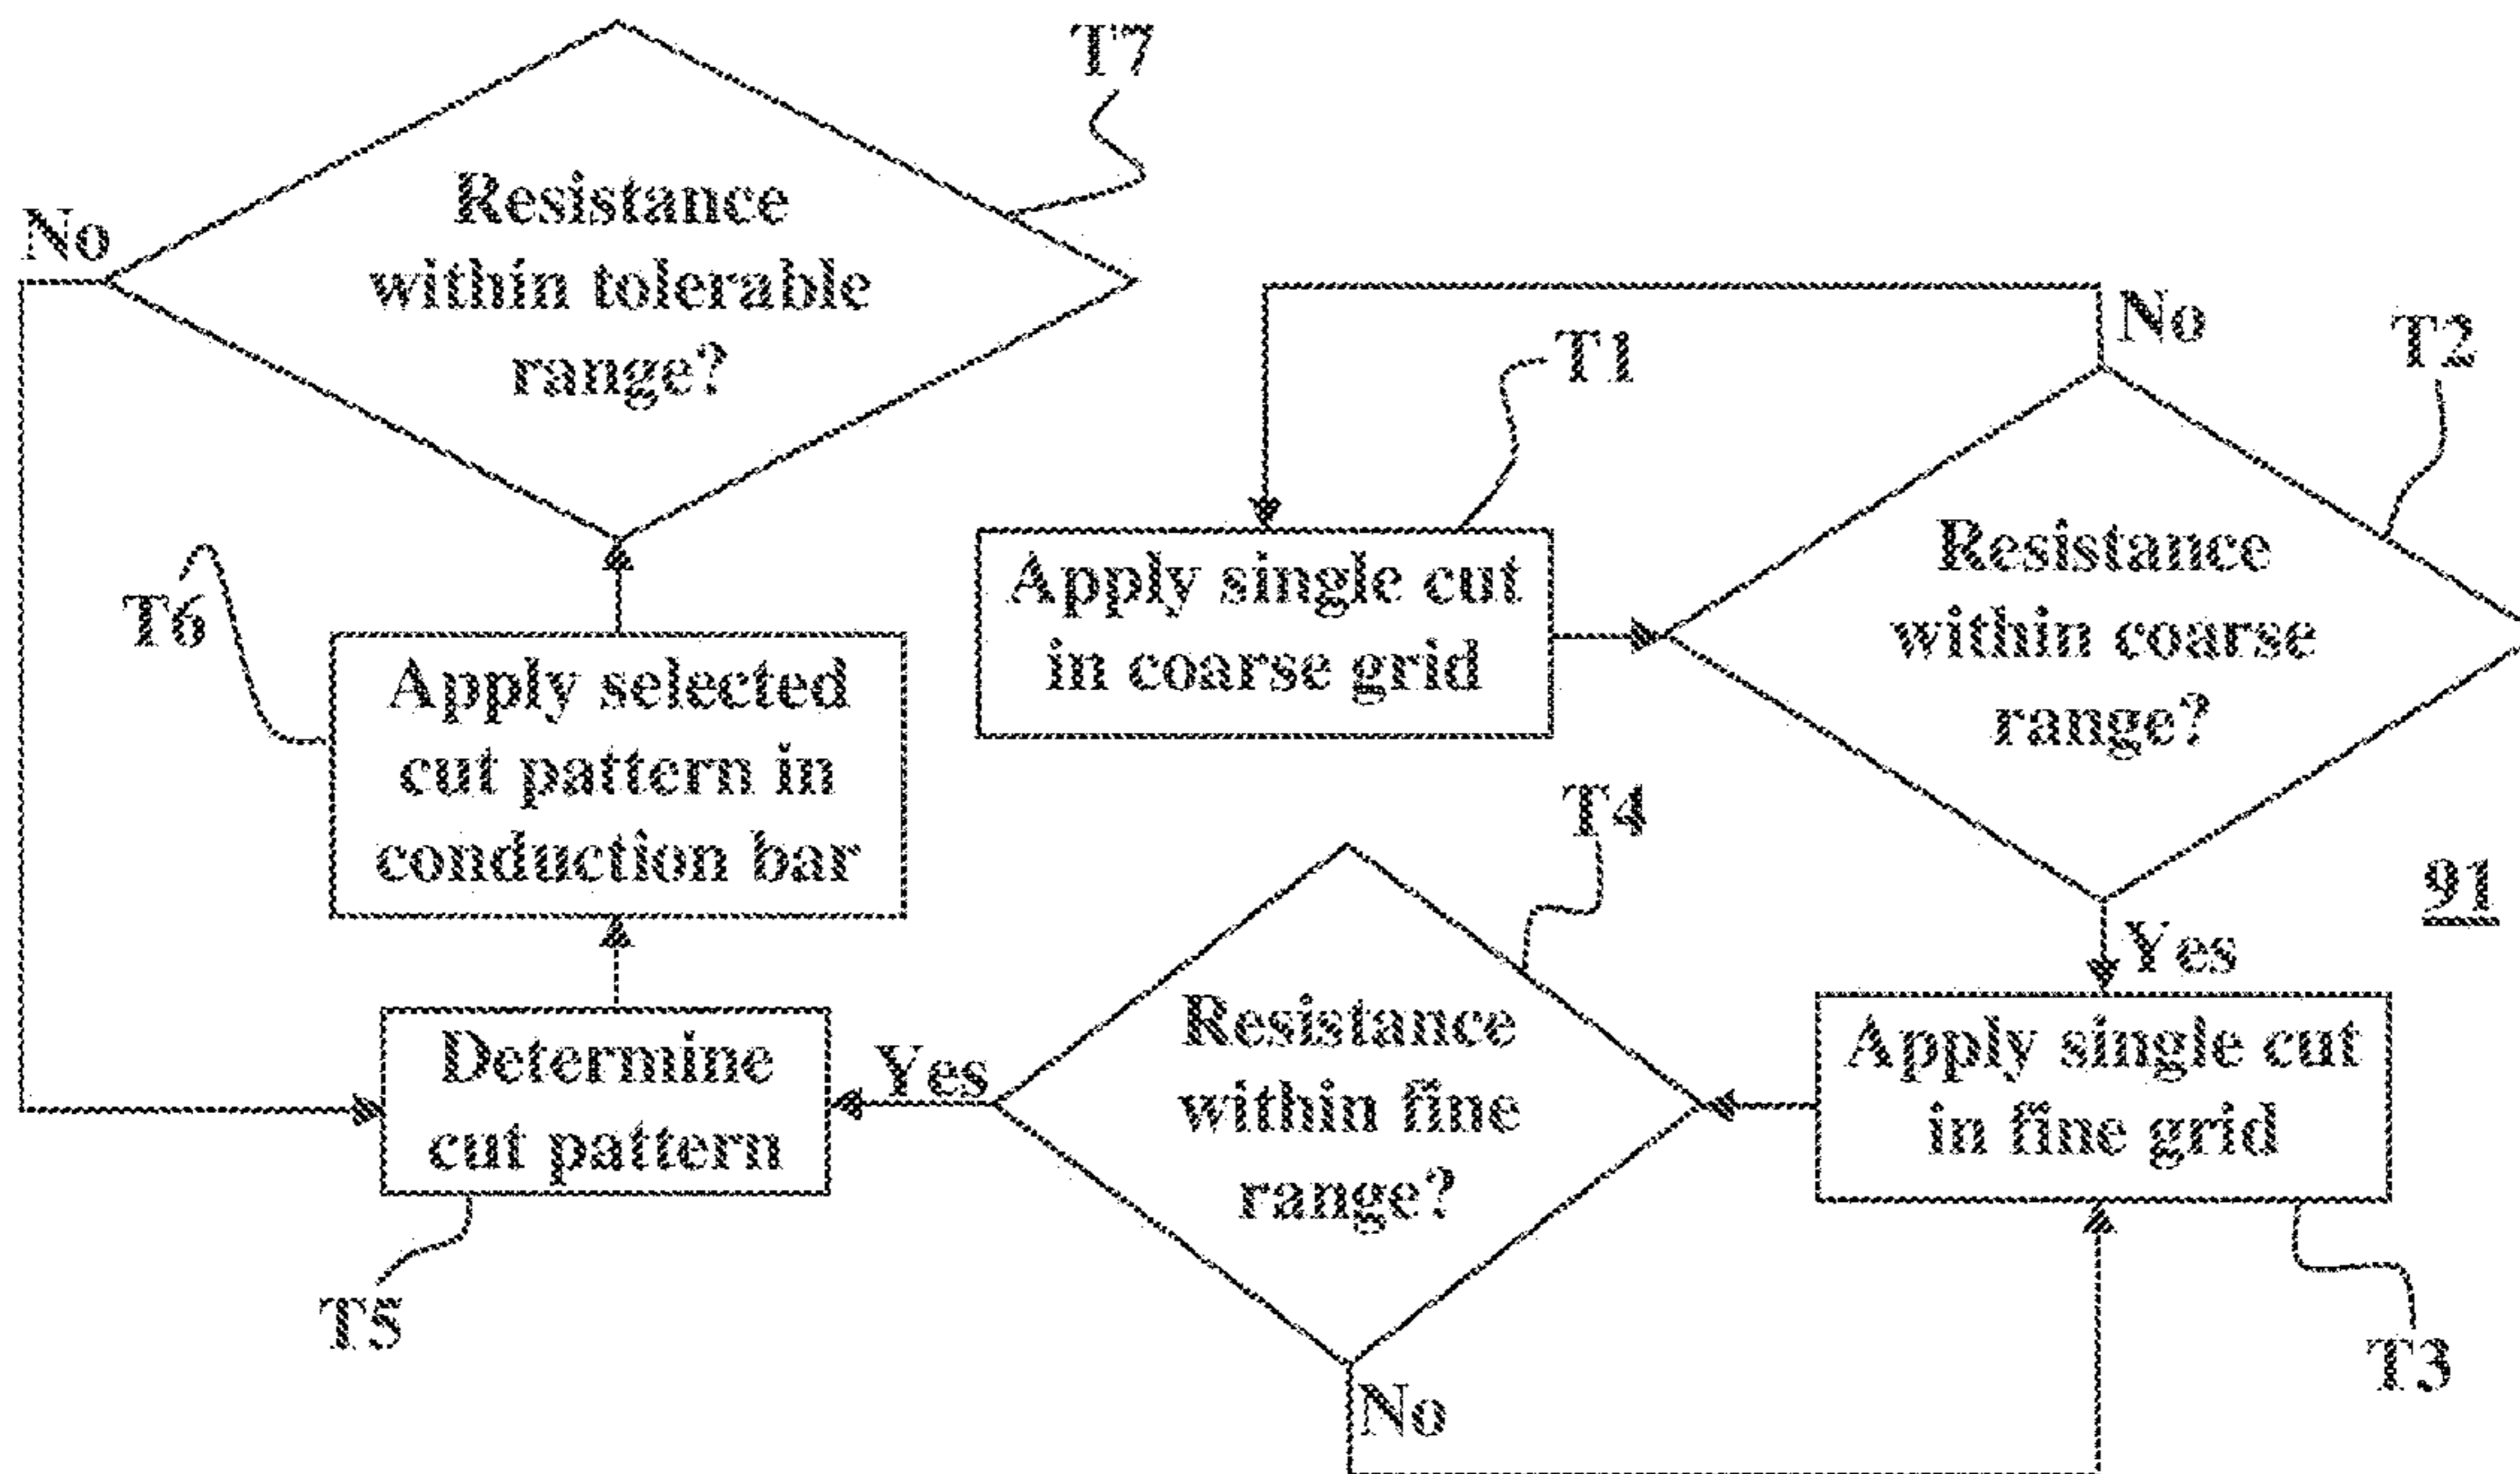 T7
Resistance
within tolerable
range?
No
No
T2
T1
Apply single cut
in coarse grid
Resistance
within coarse
range?
T6
Apply selected
cut pattern in
conduction bar
T4
91
Yes
Apply single cut
in fine grid
Resistance
within fine
range?
Yes
Determine
cut pattern
T5
T3
No